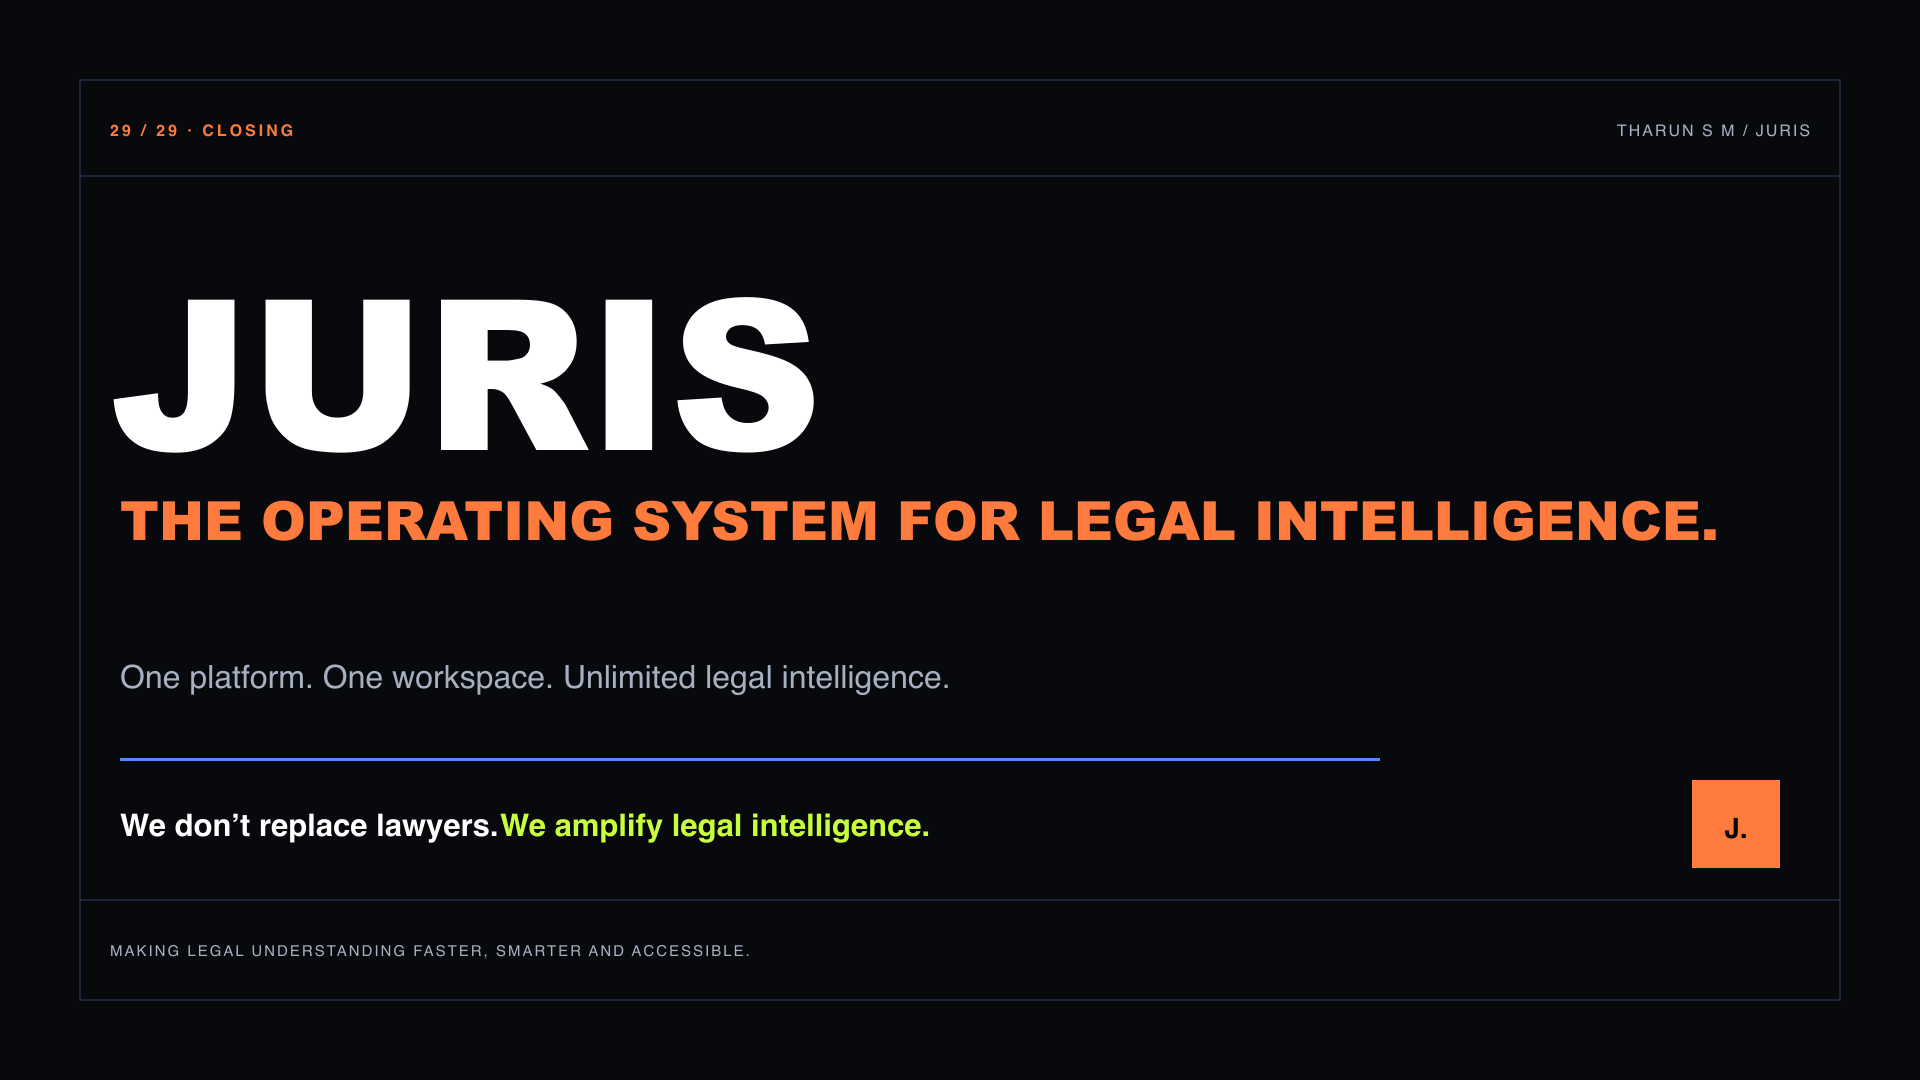 29 / 29 · CLOSING
THARUN S M / JURIS
JURIS
THE OPERATING SYSTEM FOR LEGAL INTELLIGENCE.
One platform. One workspace. Unlimited legal intelligence.
We don’t replace lawyers.We amplify legal intelligence.
J.
MAKING LEGAL UNDERSTANDING FASTER, SMARTER AND ACCESSIBLE.